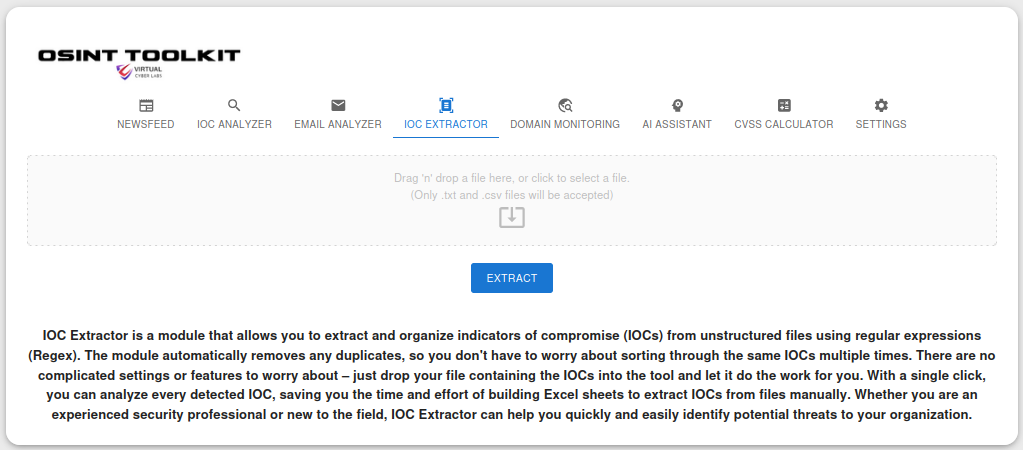 OSINT TOOLKIT
VIRTUAL
CYBER LABS
NEWSFEED
IOC ANALYZER
EMAIL ANALYZER
IOC EXTRACTOR
DOMAIN MONITORING
AI ASSISTANT
CVSS CALCULATOR
SETTINGS
Drag 'n' drop a file here, or click to select a file.
(Only .txt and .csv files will be accepted)
EXTRACT
IOC Extractor is a module that allows you to extract and organize indicators of compromise (IOCs) from unstructured files using regular expressions
(Regex). The module automatically removes any duplicates, so you don't have to worry about sorting through the same IOCs multiple times. There are no
complicated settings or features to worry about – just drop your file containing the IOCs into the tool and let it do the work for you. With a single click,
you can analyze every detected IOC, saving you the time and effort of building Excel sheets to extract IOCs from files manually. Whether you are an
experienced security professional or new to the field, IOC Extractor can help you quickly and easily identify potential threats to your organization.